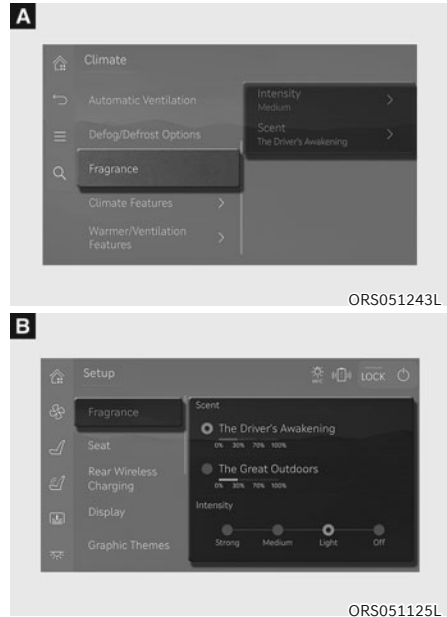 A
Climate
Automatic Ventilation
Defog/Defrost Options
Fragrance
Climate Features
Warmer/Ventilation
Features
Intensity
Medium
Scent
The Driver's Awakening
ORS051243L
B
Setup
LOCK
Fragrance
Seat
Rear Wireless
Charging
Display
Graphic Themes
Scent
The Driver's Awakening
0% 30% 70% 100%
The Great Outdoors
0% 30% 70% 100%
Intensity
Strong Medium Light Off
ORS051125L